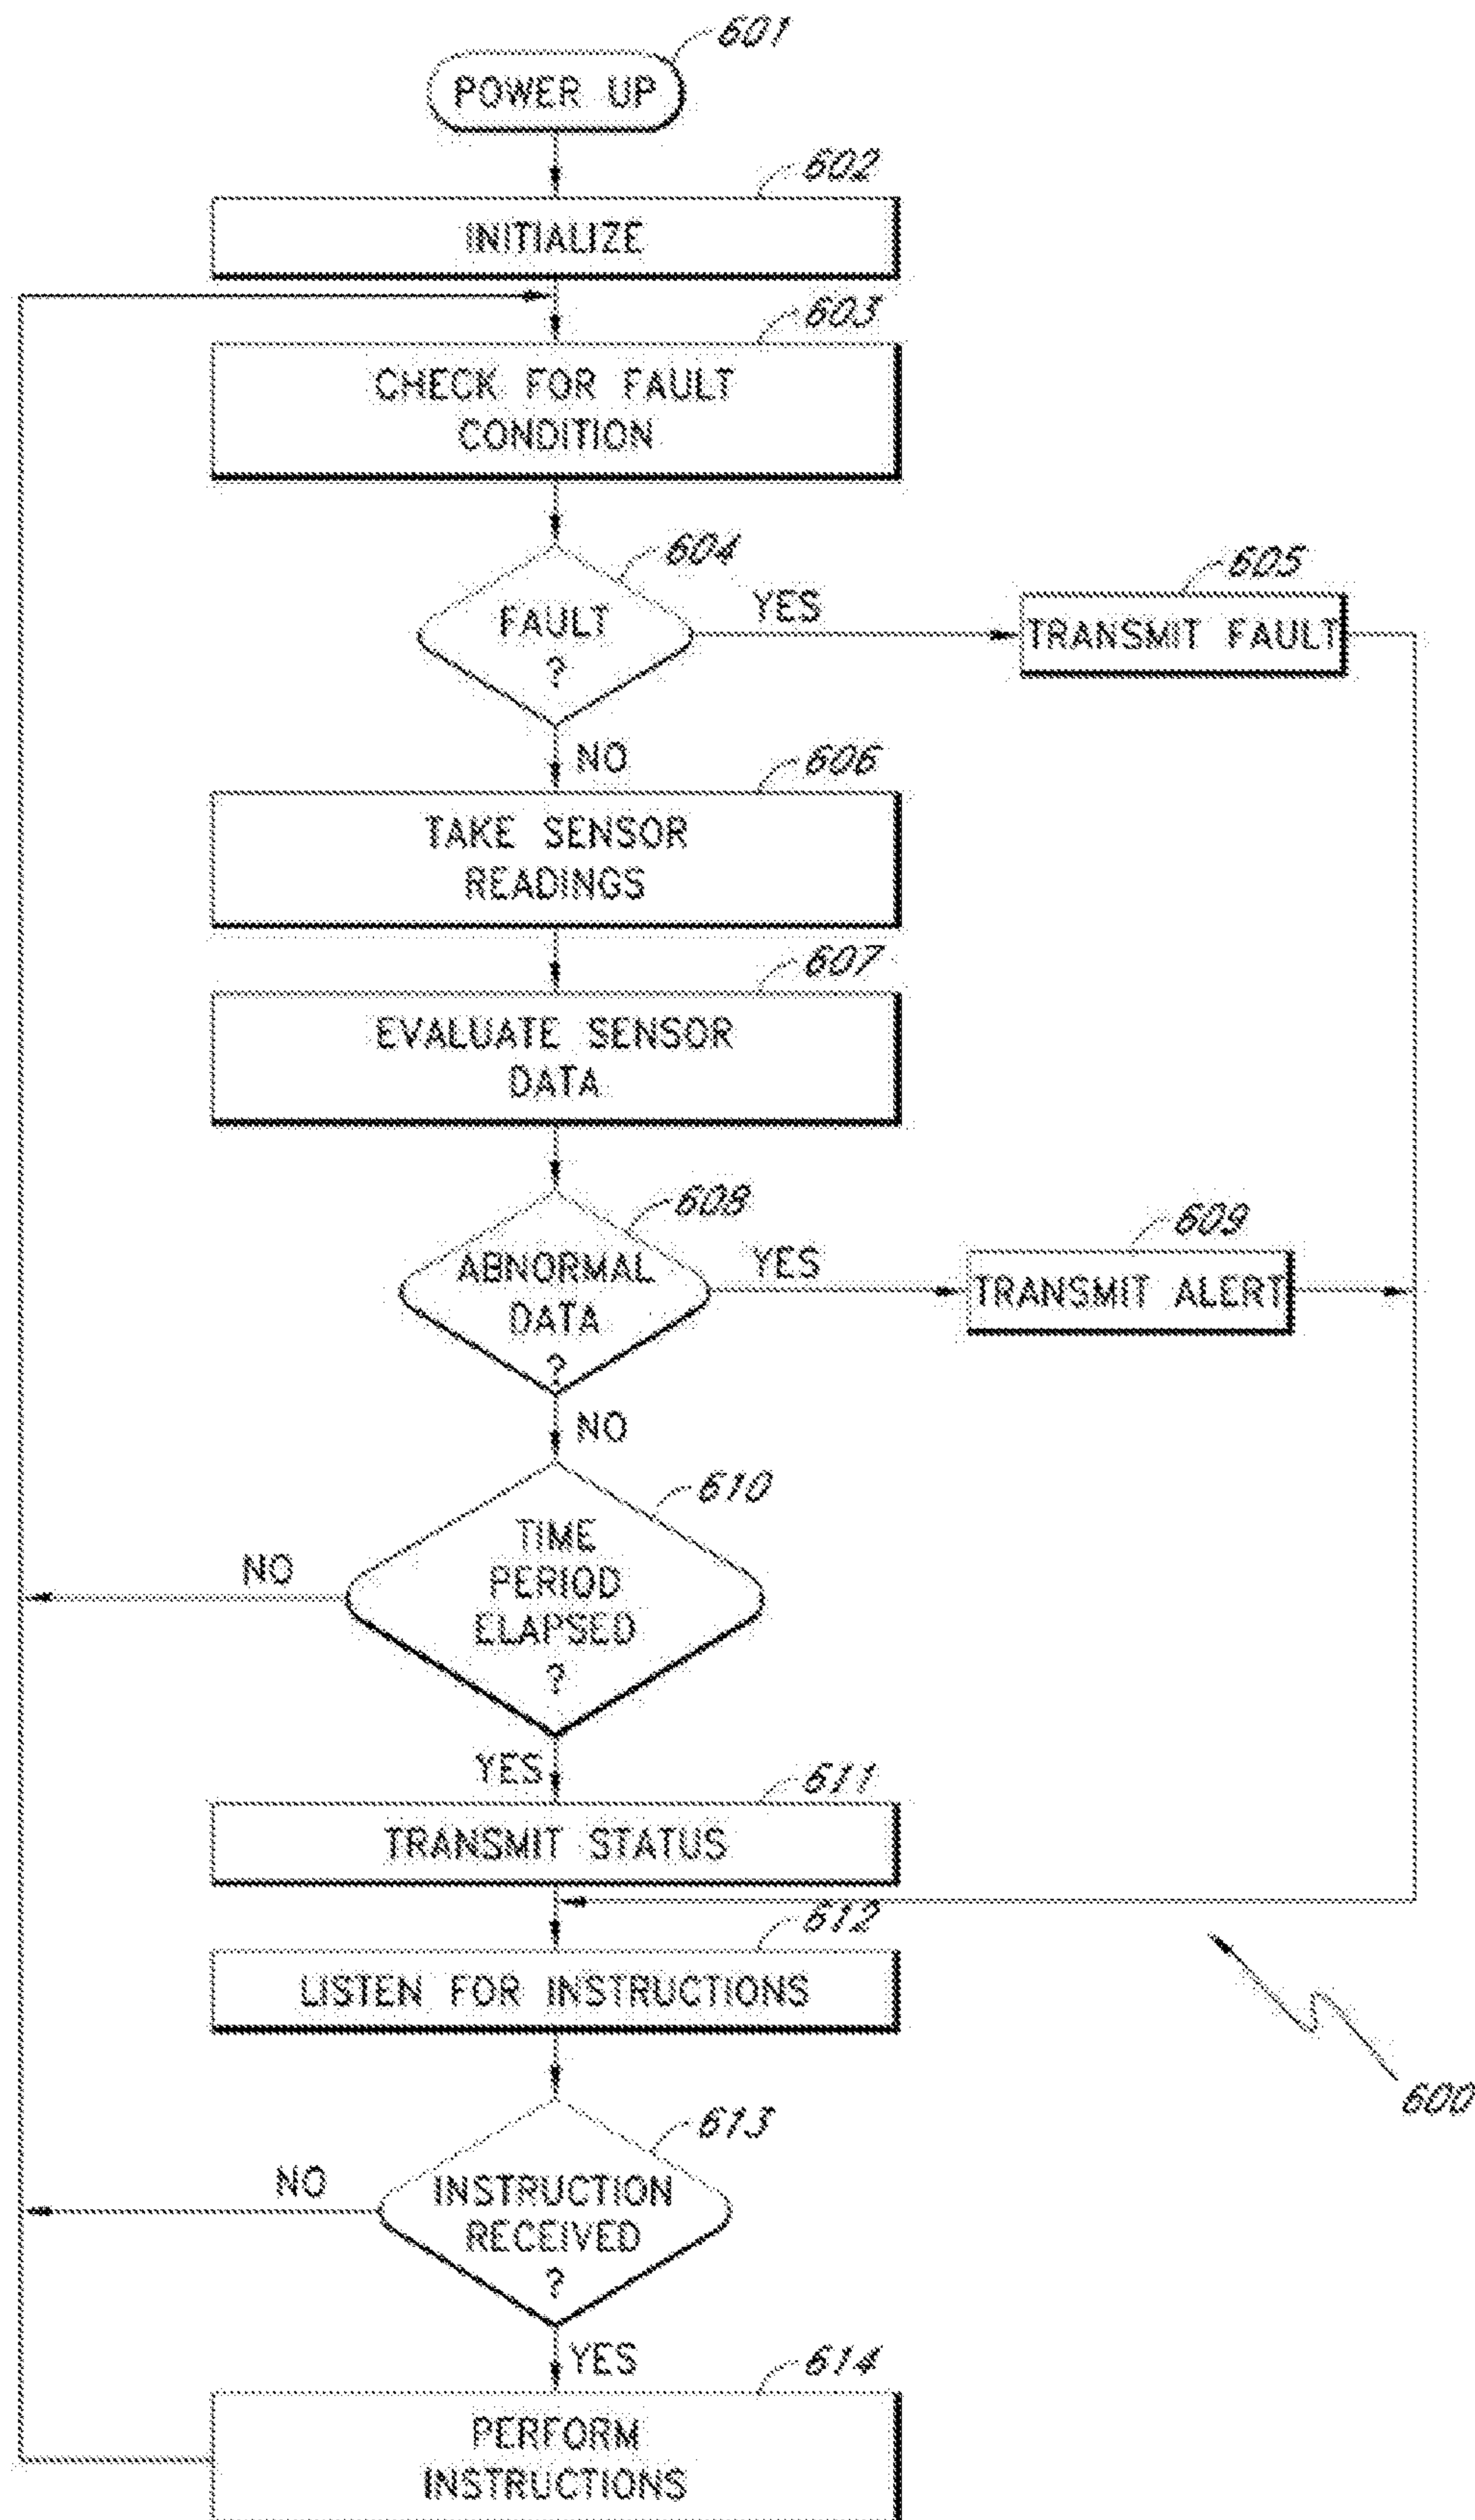 601
POWER UP
602
INITIALIZE
603
CHECK FOR FAULT
CONDITION
604
FAULT
?
YES
605
TRANSMIT FAULT
NO
606
TAKE SENSOR
READINGS
607
EVALUATE SENSOR
DATA
608
ABNORMAL
DATA
?
YES
609
TRANSMIT ALERT
NO
610
TIME
PERIOD
ELAPSED
?
NO
YES
611
TRANSMIT STATUS
612
LISTEN FOR INSTRUCTIONS
600
613
INSTRUCTION
RECEIVED
?
NO
YES
614
PERFORM
INSTRUCTIONS